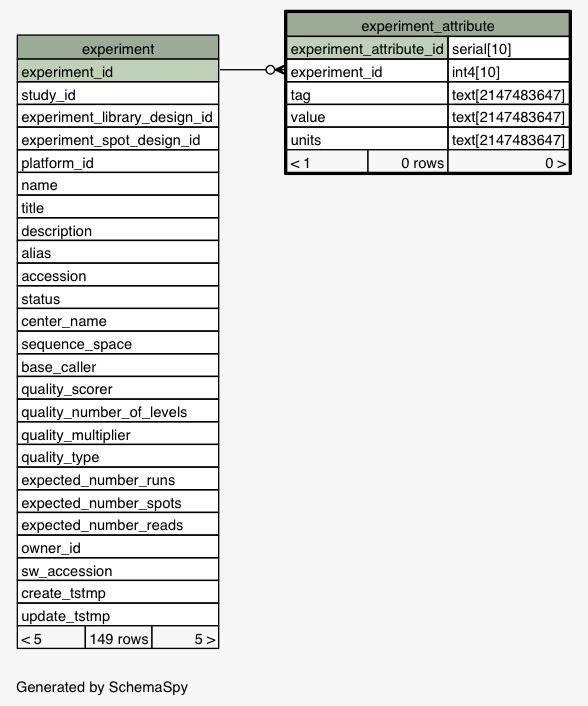 experiment
experiment_id
study_id
experiment_library_design_id
experiment_spot_design_id
platform_id
name
title
description
alias
accession
status
center_name
sequence_space
base_caller
quality_scorer
quality_number_of_levels
quality_multiplier
quality_type
expected_number_runs
expected_number_spots
expected_number_reads
owner_id
sw_accession
create_tstmp
update_tstmp
< 5 149 rows 5 >
experiment_attribute
experiment_attribute_id serial[10]
experiment_id int4[10]
tag text[2147483647]
value text[2147483647]
units text[2147483647]
< 1 0 rows 0 >
Generated by SchemaSpy